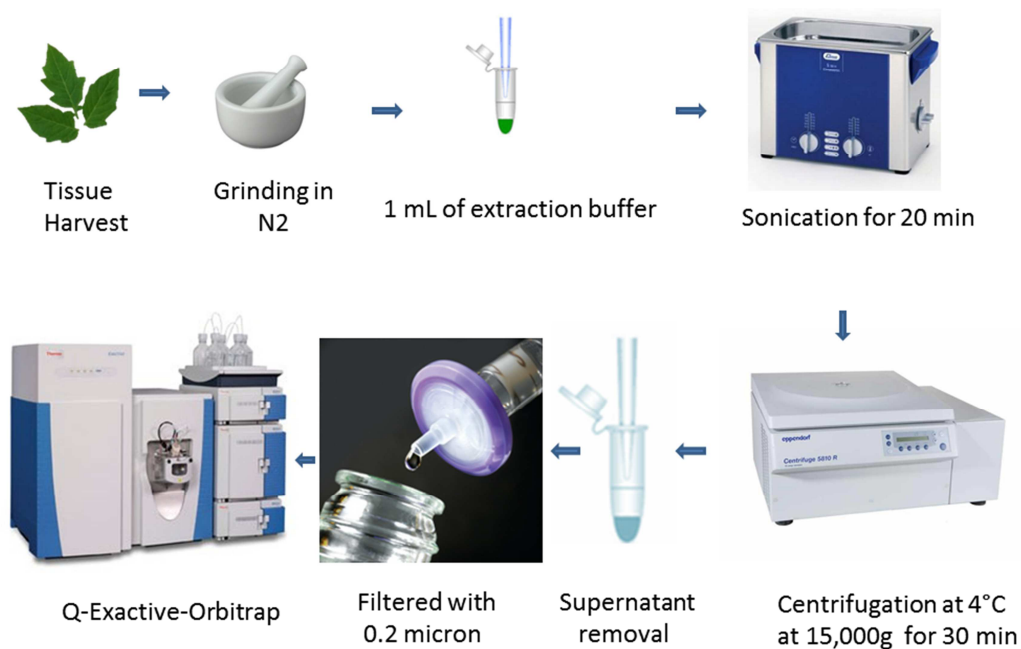 Tissue
Harvest
Grinding in
N2
1 mL of extraction buffer
Sonication for 20 min
eppendorf
Centrifuge 5810 R
Q-Exactive-Orbitrap
Filtered with
0.2 micron
Supernatant
removal
Centrifugation at 4°C
at 15,000g for 30 min